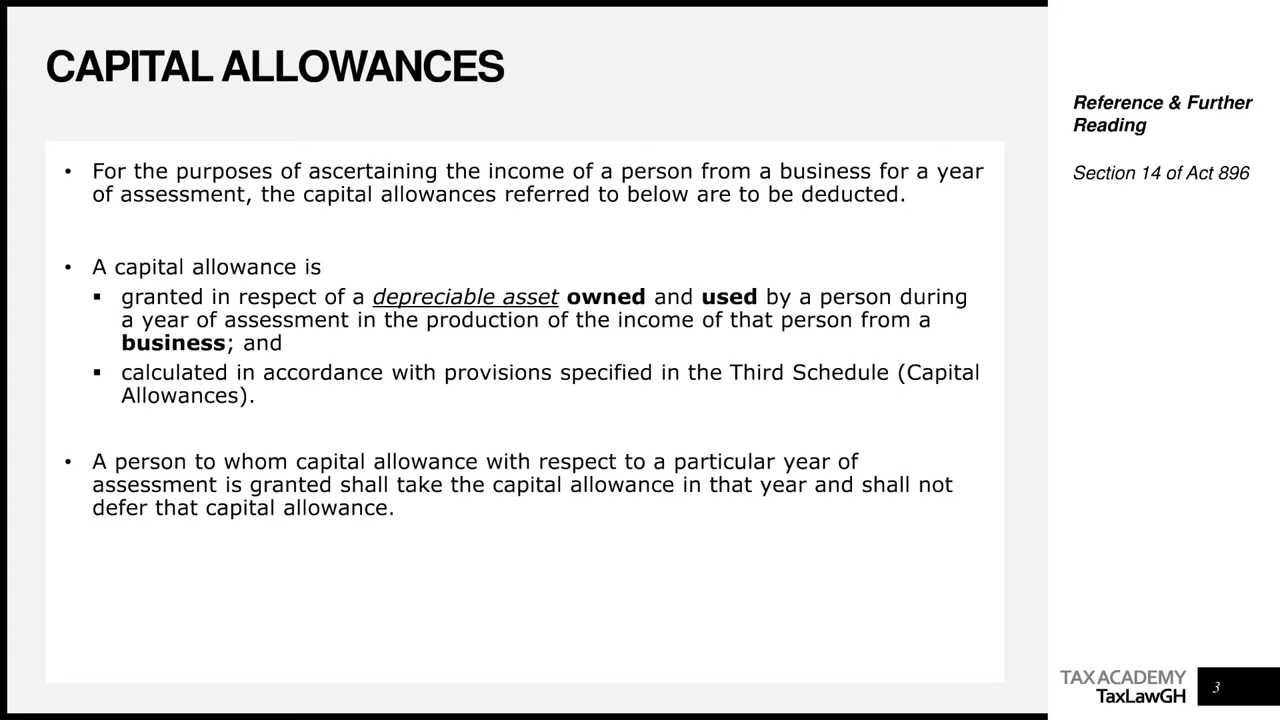 CAPITAL ALLOWANCES
• For the purposes of ascertaining the income of a person from a business for a year
of assessment, the capital allowances referred to below are to be deducted.
• A capital allowance is
▪ granted in respect of a depreciable asset owned and used by a person during
a year of assessment in the production of the income of that person from a
business; and
▪ calculated in accordance with provisions specified in the Third Schedule (Capital
Allowances).
• A person to whom capital allowance with respect to a particular year of
assessment is granted shall take the capital allowance in that year and shall not
defer that capital allowance.
Reference & Further
Reading
Section 14 of Act 896
TAX ACADEMY
TaxLawGH
3